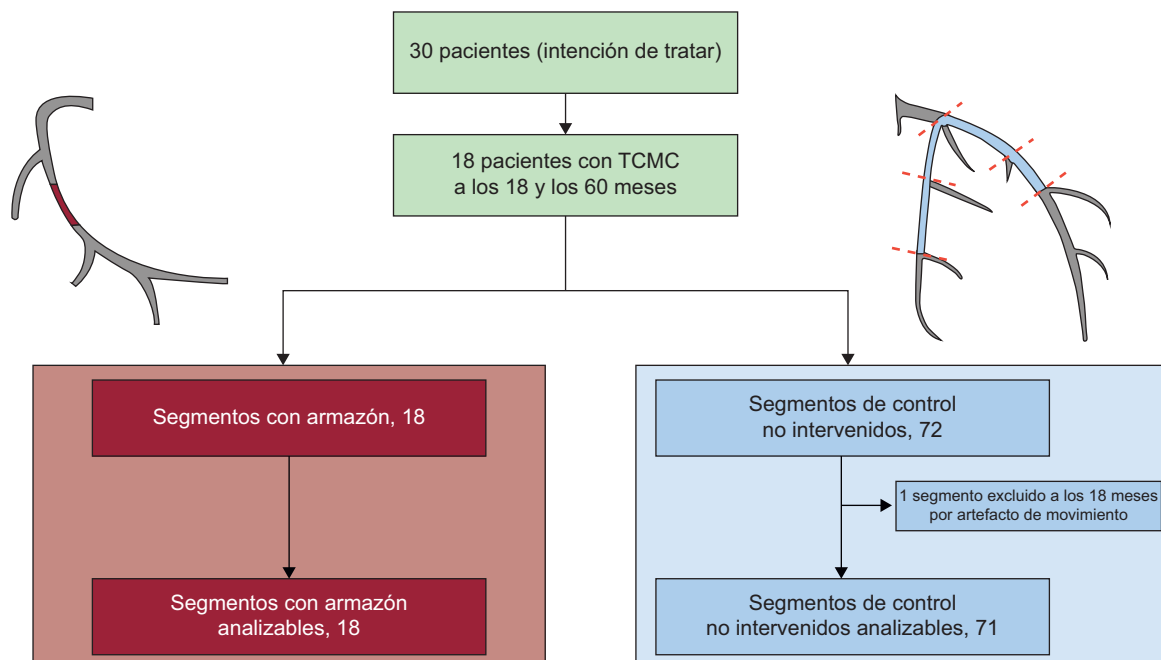 30 pacientes (intención de tratar)
18 pacientes con TCMC
a los 18 y los 60 meses
Segmentos con armazón, 18
Segmentos con armazón
analizables, 18
Segmentos de control
no intervenidos, 72
1 segmento excluido a los 18 meses
por artefacto de movimiento
Segmentos de control
no intervenidos analizables, 71